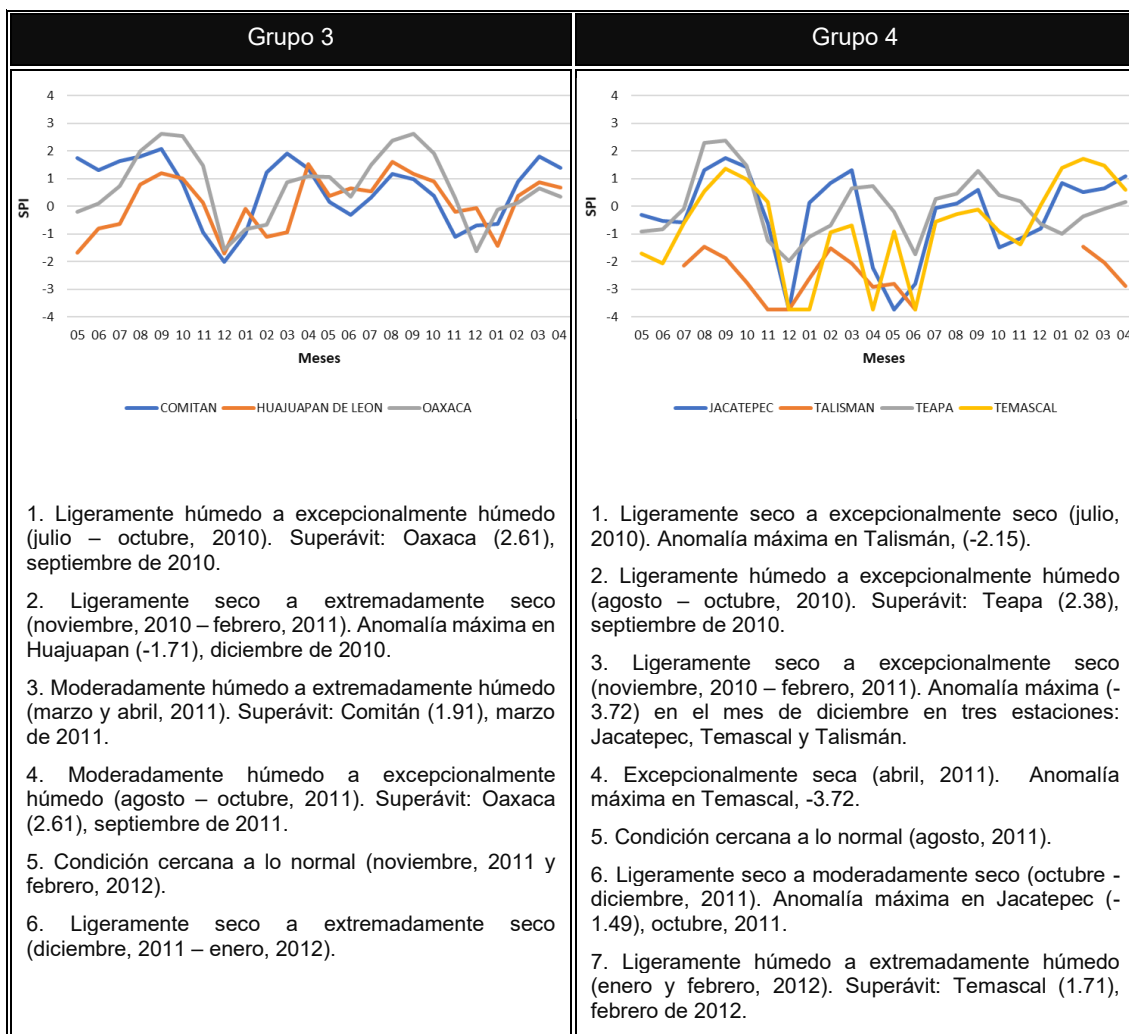 Grupo 3
4
3
2
1
0
-1
-2
-3
-4
SPI
05 06 07 08 09 10 11 12 01 02 03 04 05 06 07 08 09 10 11 12 01 02 03 04
Meses
COMITAN HUAJUAPAN DE LEON OAXACA
1. Ligeramente húmedo a excepcionalmente húmedo
(julio – octubre, 2010). Superávit: Oaxaca (2.61),
septiembre de 2010.
2. Ligeramente seco a extremadamente seco
(noviembre, 2010 – febrero, 2011). Anomalía máxima en
Huajuapan (-1.71), diciembre de 2010.
3. Moderadamente húmedo a extremadamente húmedo
(marzo y abril, 2011). Superávit: Comitán (1.91), marzo
de 2011.
4. Moderadamente húmedo a excepcionalmente
húmedo (agosto – octubre, 2011). Superávit: Oaxaca
(2.61), septiembre de 2011.
5. Condición cercana a lo normal (noviembre, 2011 y
febrero, 2012).
6. Ligeramente seco a extremadamente seco
(diciembre, 2011 – enero, 2012).
Grupo 4
4
3
2
1
0
-1
-2
-3
-4
SPI
05 06 07 08 09 10 11 12 01 02 03 04 05 06 07 08 09 10 11 12 01 02 03 04
Meses
JACATEPEC TALISMAN TEAPA TEMASCAL
1. Ligeramente seco a excepcionalmente seco (julio,
2010). Anomalía máxima en Talismán, (-2.15).
2. Ligeramente húmedo a excepcionalmente húmedo
(agosto – octubre, 2010). Superávit: Teapa (2.38),
septiembre de 2010.
3. Ligeramente seco a excepcionalmente seco
(noviembre, 2010 – febrero, 2011). Anomalía máxima (-
3.72) en el mes de diciembre en tres estaciones:
Jacatepec, Temascal y Talismán.
4. Excepcionalmente seca (abril, 2011). Anomalía
máxima en Temascal, -3.72.
5. Condición cercana a lo normal (agosto, 2011).
6. Ligeramente seco a moderadamente seco (octubre -
diciembre, 2011). Anomalía máxima en Jacatepec (-
1.49), octubre, 2011.
7. Ligeramente húmedo a extremadamente húmedo
(enero y febrero, 2012). Superávit: Temascal (1.71),
febrero de 2012.